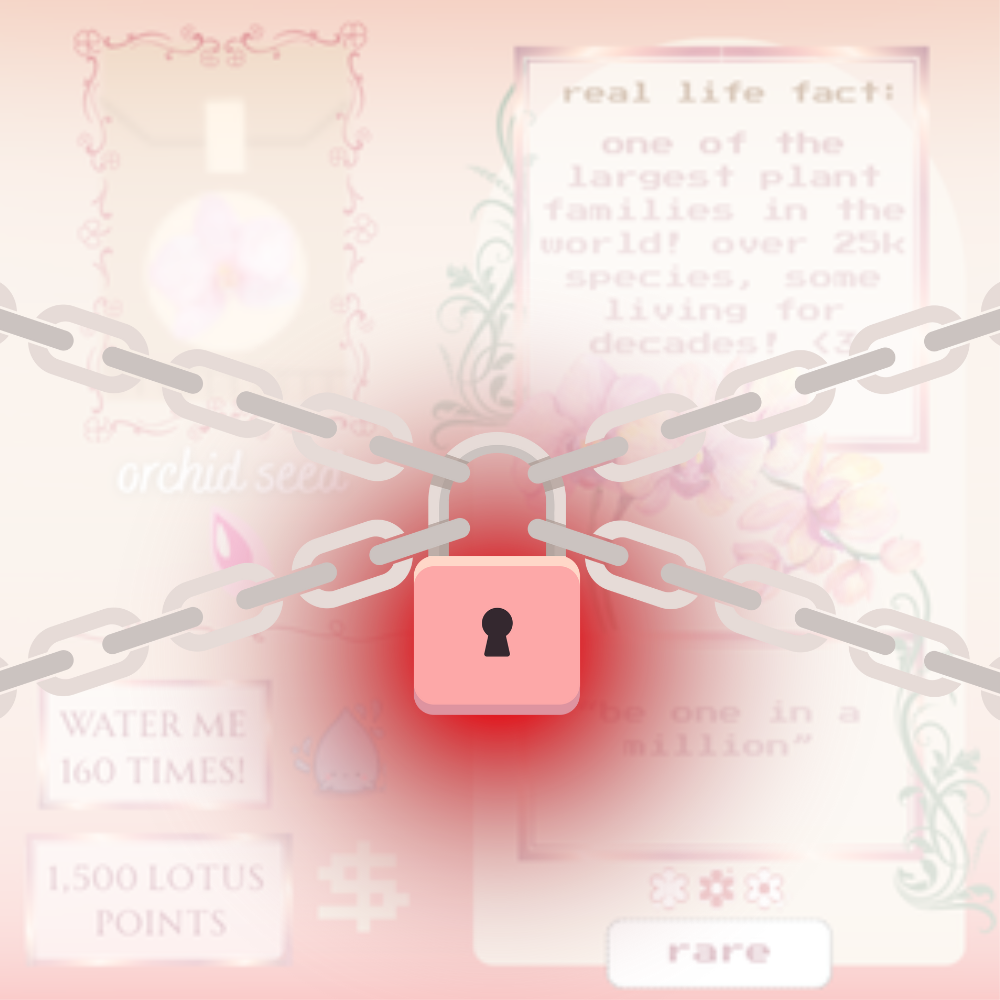 orchid seed
WATER ME
160 TIMES!
1,500 LOTUS
POINTS
$
real life fact:
one of the
largest plant
families in the
world! over 25k
species, some
living for
decades! <3
"be one in a
million"
rare